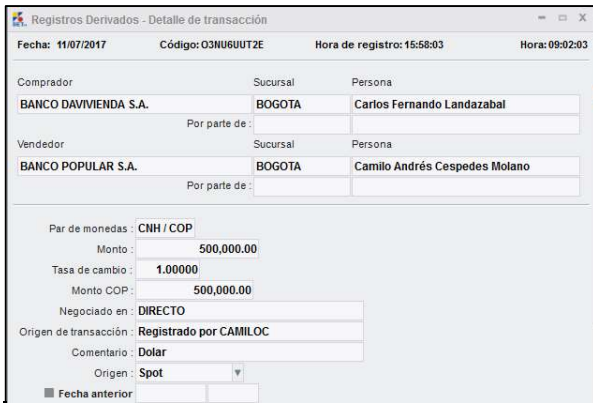 Registros Derivados - Detalle de transacción
Fecha: 11/07/2017 Código: O3NU6UUT2E Hora de registro: 15:58:03 Hora: 09:02:03
Comprador Sucursal Persona
BANCO DAVIVIENDA S.A. BOGOTA Carlos Fernando Landazabal
Por parte de :
Vendedor Sucursal Persona
BANCO POPULAR S.A. BOGOTA Camilo Andrés Cespedes Molano
Por parte de :
Par de monedas : CNH / COP
Monto : 500,000.00
Tasa de cambio : 1.00000
Monto COP : 500,000.00
Negociado en : DIRECTO
Origen de transacción : Registrado por CAMILOC
Comentario : Dolar
Origen : Spot
Fecha anterior